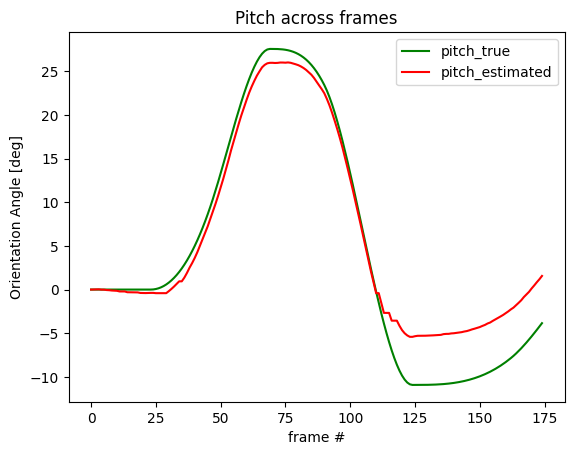 Pitch across frames
pitch_true
pitch_estimated
Orientation Angle [deg]
25
20
15
10
5
0
−5
−10
0 25 50 75 100 125 150 175
frame #